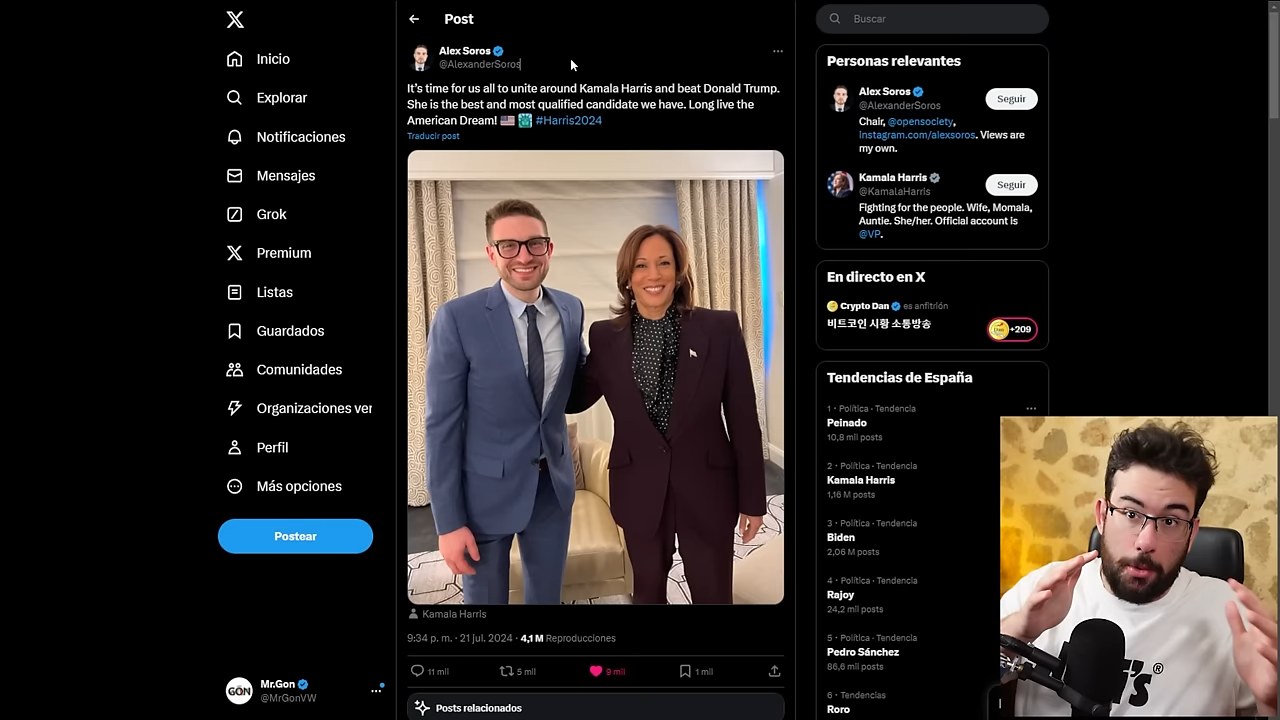 Inicio
Explorar
Notificaciones
Mensajes
Grok
Premium
Listas
Guardados
Comunidades
Organizaciones ver
Perfil
Más opciones
Postear
Mr.Gon
@MrGonVW
GÓN
Post
Alex Soros
@AlexanderSoros
It's time for us all to unite around Kamala Harris and beat Donald Trump.
She is the best and most qualified candidate we have. Long live the
American Dream! 🇺🇸 🗽 #Harris2024
Traducir post
Kamala Harris
9:34 p. m. · 21 jul. 2024 · 4,1 M Reproducciones
11 mil
5 mil
9 mil
1 mil
Posts relacionados
Buscar
Personas relevantes
Alex Soros
@AlexanderSoros
Seguir
Chair, @opensociety,
Instagram.com/alexsoros. Views are
my own.
Kamala Harris
@KamalaHarris
Seguir
Fighting for the people. Wife, Momala,
Auntie. She/her. Official account is
@VP.
En directo en X
Crypto Dan es anfitrión
비트코인 시황 소통방송
+209
Tendencias de España
1 · Política · Tendencia
Peinado
10,8 mil posts
2 · Política · Tendencia
Kamala Harris
1,16 M posts
3 · Política · Tendencia
Biden
2,06 M posts
4 · Política · Tendencia
Rajoy
24,2 mil posts
5 · Política · Tendencia
Pedro Sánchez
86,6 mil posts
6 · Tendencias
Roro
's ®